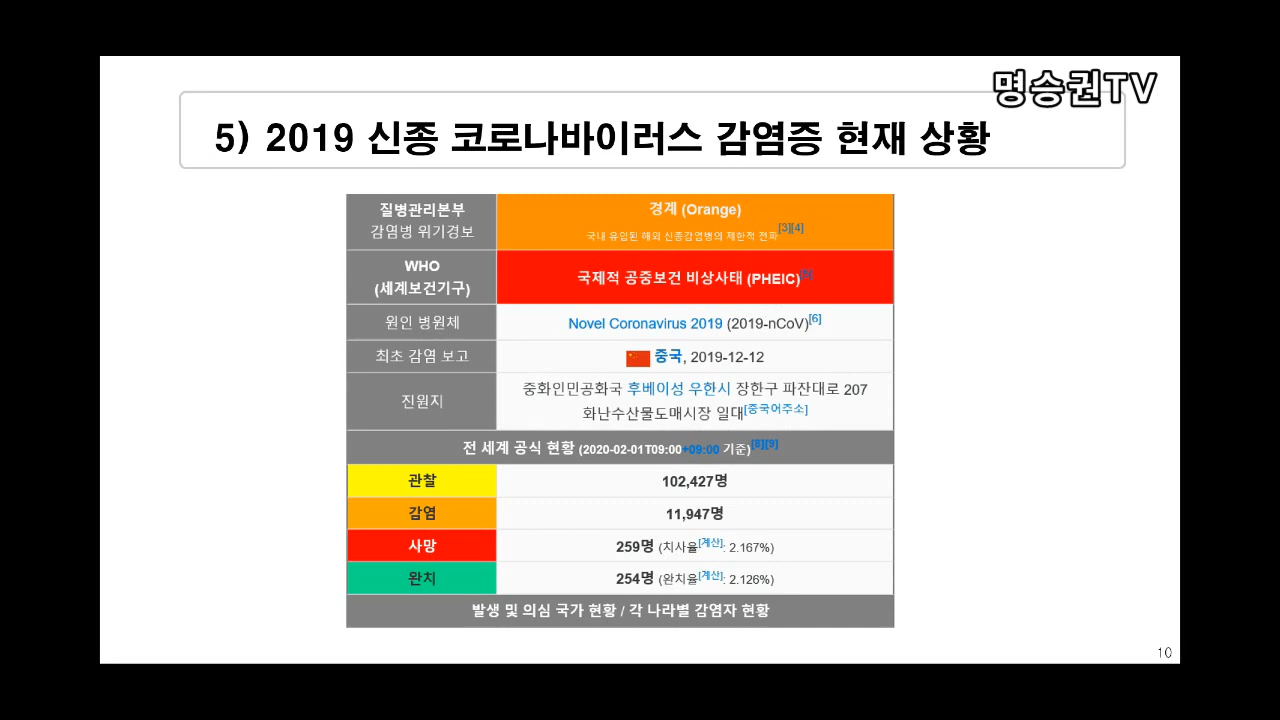 명승권TV
5) 2019 신종 코로나바이러스 감염증 현재 상황
질병관리본부
감염병 위기경보
경계 (Orange)
국내 유입된 해외 신종감염병의 제한적 전파[3][4]
WHO
(세계보건기구)
국제적 공중보건 비상사태 (PHEIC)[5]
원인 병원체
Novel Coronavirus 2019 (2019-nCoV)[6]
최초 감염 보고
중국, 2019-12-12
진원지
중화인민공화국 후베이성 우한시 장한구 파잔대로 207
화난수산물도매시장 일대[중국어주소]
전 세계 공식 현황 (2020-02-01T09:00+09:00 기준)[8][9]
관찰
102,427명
감염
11,947명
사망
259명 (치사율[계산]: 2.167%)
완치
254명 (완치율[계산]: 2.126%)
발생 및 의심 국가 현황 / 각 나라별 감염자 현황
10